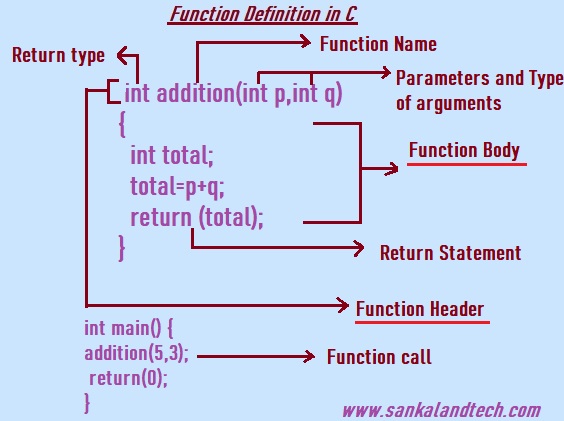 Function Definition in C
Function Name
Return type
Parameters and Type
of arguments
int addition(int p,int q)
{
Function Body
int total;
total=p+q;
return (total);
}
Return Statement
Function Header
int main() {
addition(5,3);
Function call
return(0);
}
www.sankalandtech.com